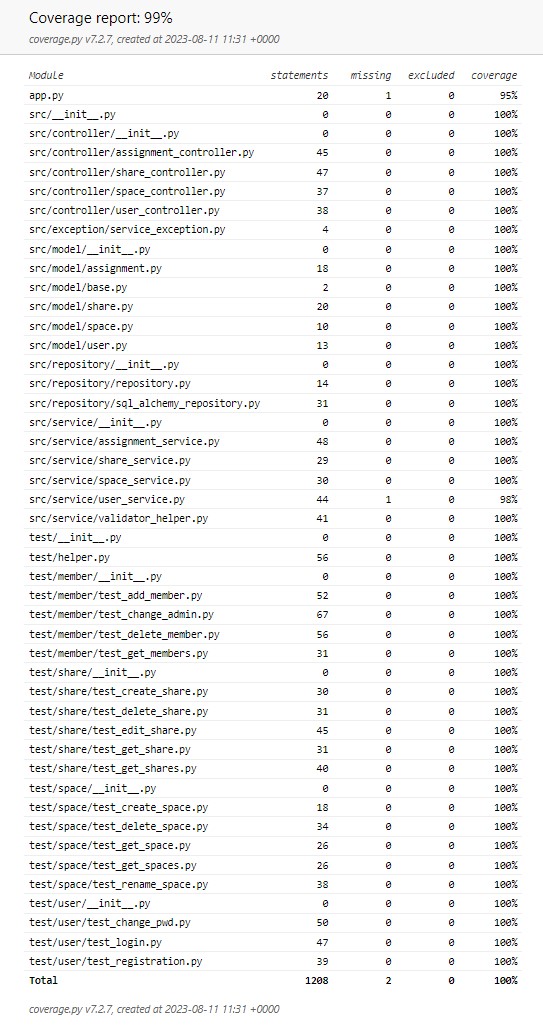 Coverage report: 99%
coverage.py v7.2.7, created at 2023-08-11 11:31 +0000
Module statements missing excluded coverage
app.py 20 1 0 95%
src/__init__.py 0 0 0 100%
src/controller/__init__.py 0 0 0 100%
src/controller/assignment_controller.py 45 0 0 100%
src/controller/share_controller.py 47 0 0 100%
src/controller/space_controller.py 37 0 0 100%
src/controller/user_controller.py 38 0 0 100%
src/exception/service_exception.py 4 0 0 100%
src/model/__init__.py 0 0 0 100%
src/model/assignment.py 18 0 0 100%
src/model/base.py 2 0 0 100%
src/model/share.py 20 0 0 100%
src/model/space.py 10 0 0 100%
src/model/user.py 13 0 0 100%
src/repository/__init__.py 0 0 0 100%
src/repository/repository.py 14 0 0 100%
src/repository/sql_alchemy_repository.py 31 0 0 100%
src/service/__init__.py 0 0 0 100%
src/service/assignment_service.py 48 0 0 100%
src/service/share_service.py 29 0 0 100%
src/service/space_service.py 30 0 0 100%
src/service/user_service.py 44 1 0 98%
src/service/validator_helper.py 41 0 0 100%
test/__init__.py 0 0 0 100%
test/helper.py 56 0 0 100%
test/member/__init__.py 0 0 0 100%
test/member/test_add_member.py 52 0 0 100%
test/member/test_change_admin.py 67 0 0 100%
test/member/test_delete_member.py 56 0 0 100%
test/member/test_get_members.py 31 0 0 100%
test/share/__init__.py 0 0 0 100%
test/share/test_create_share.py 30 0 0 100%
test/share/test_delete_share.py 31 0 0 100%
test/share/test_edit_share.py 45 0 0 100%
test/share/test_get_share.py 31 0 0 100%
test/share/test_get_shares.py 40 0 0 100%
test/space/__init__.py 0 0 0 100%
test/space/test_create_space.py 18 0 0 100%
test/space/test_delete_space.py 34 0 0 100%
test/space/test_get_space.py 26 0 0 100%
test/space/test_get_spaces.py 26 0 0 100%
test/space/test_rename_space.py 38 0 0 100%
test/user/__init__.py 0 0 0 100%
test/user/test_change_pwd.py 50 0 0 100%
test/user/test_login.py 47 0 0 100%
test/user/test_registration.py 39 0 0 100%
Total 1208 2 0 100%
coverage.py v7.2.7, created at 2023-08-11 11:31 +0000